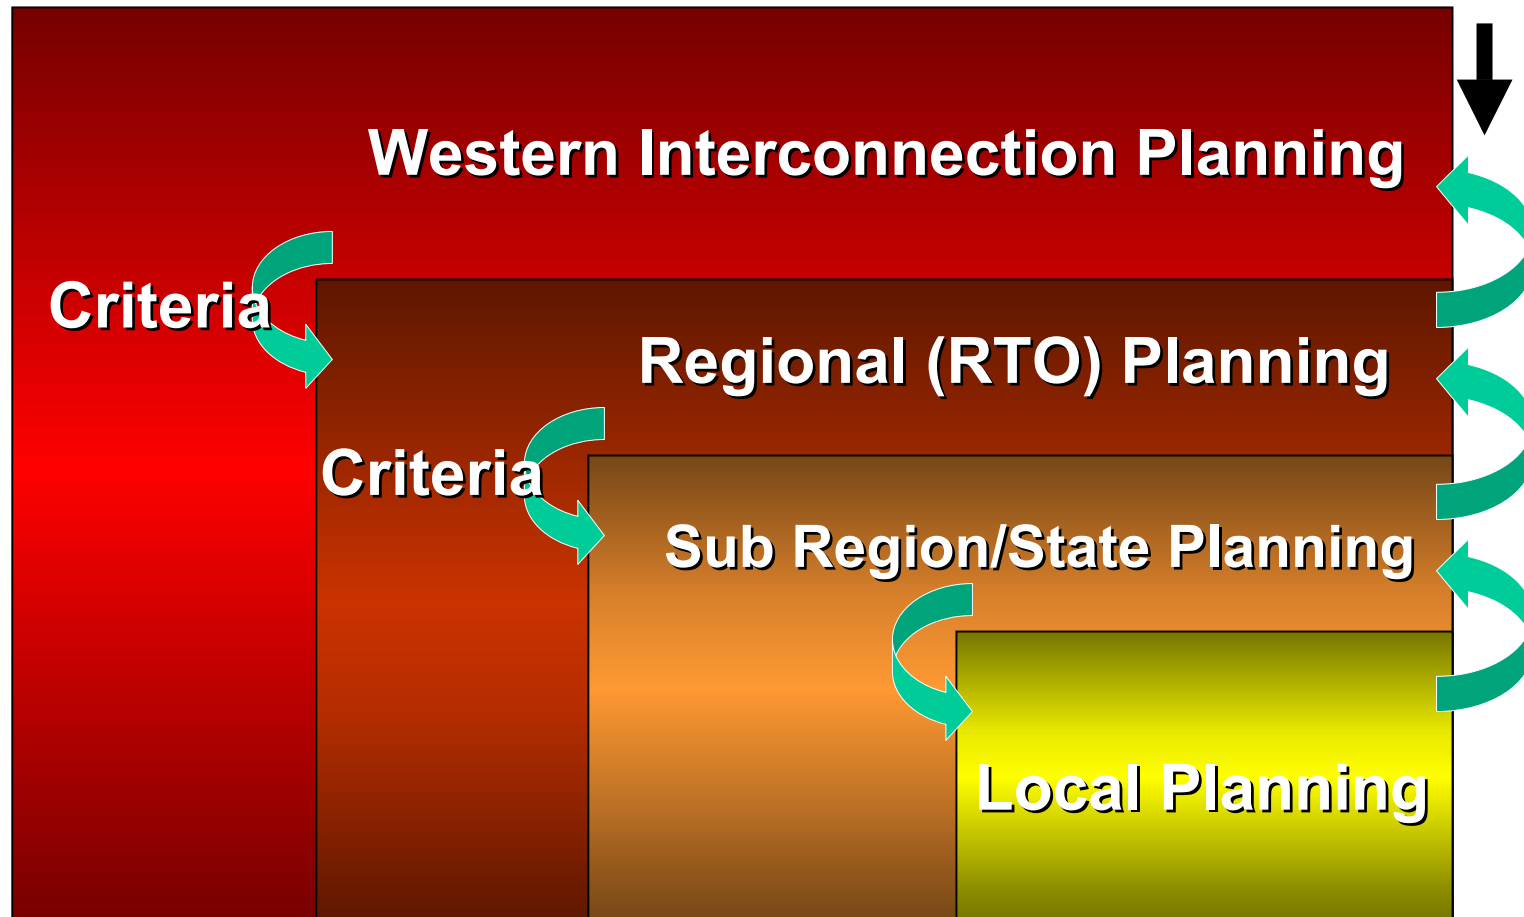 Western Interconnection Planning
Criteria
Regional (RTO) Planning
Criteria
Sub Region/State Planning
Local Planning